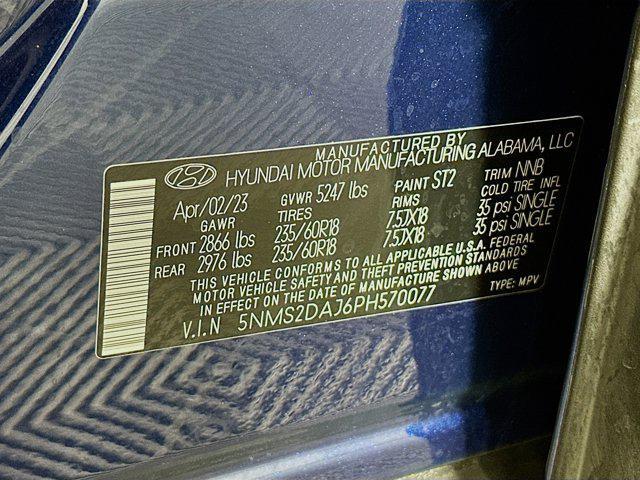 MANUFACTURED BY
HYUNDAI MOTOR MANUFACTURING ALABAMA, LLC
Apr/02/23 GVWR 5247 lbs PAINT ST2 TRIM NNB
GAWR TIRES RIMS COLD TIRE INFL
FRONT 2866 lbs 235/60R18 7.5JX18 35 psi SINGLE
REAR 2976 lbs 235/60R18 7.5JX18 35 psi SINGLE
THIS VEHICLE CONFORMS TO ALL APPLICABLE U.S.A. FEDERAL
MOTOR VEHICLE SAFETY AND THEFT PREVENTION STANDARDS
IN EFFECT ON THE DATE OF MANUFACTURE SHOWN ABOVE
V.I.N 5NMS2DAJ6PH570077 TYPE: MPV